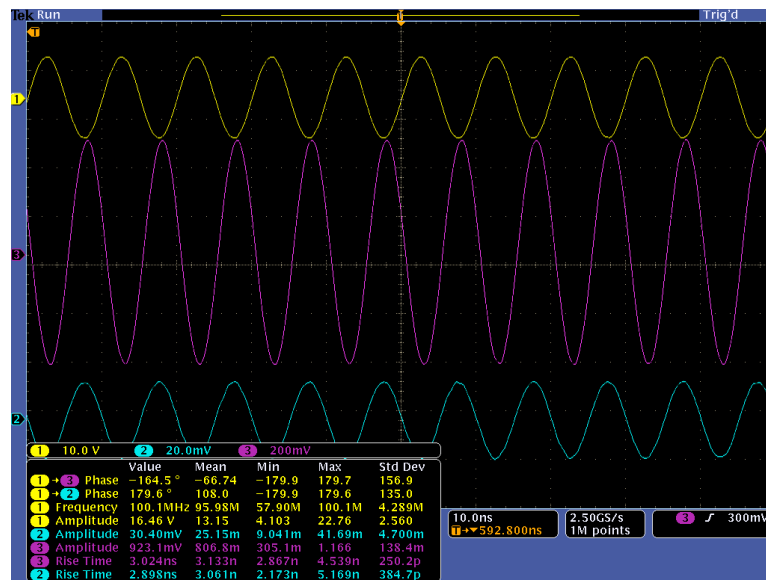 Tek Run Trig'd
T
T
1
3
2
1 10.0 V 2 20.0mV 3 200mV
Value Mean Min Max Std Dev
1 → 3 Phase −164.5 ° −66.74 −179.9 179.7 156.9
1 → 2 Phase 179.6 ° 108.0 −179.9 179.6 135.0
1 Frequency 100.1MHz 95.98M 57.90M 100.1M 4.289M
1 Amplitude 16.46 V 13.15 4.103 22.76 2.560
2 Amplitude 30.40mV 25.15m 9.041m 41.69m 4.700m
3 Amplitude 923.1mV 806.8m 305.1m 1.166 138.4m
3 Rise Time 3.024ns 3.133n 2.867n 4.539n 250.2p
2 Rise Time 2.898ns 3.061n 2.173n 5.169n 384.7p
10.0ns
T→▼592.800ns
2.50GS/s
1M points
3 300mV